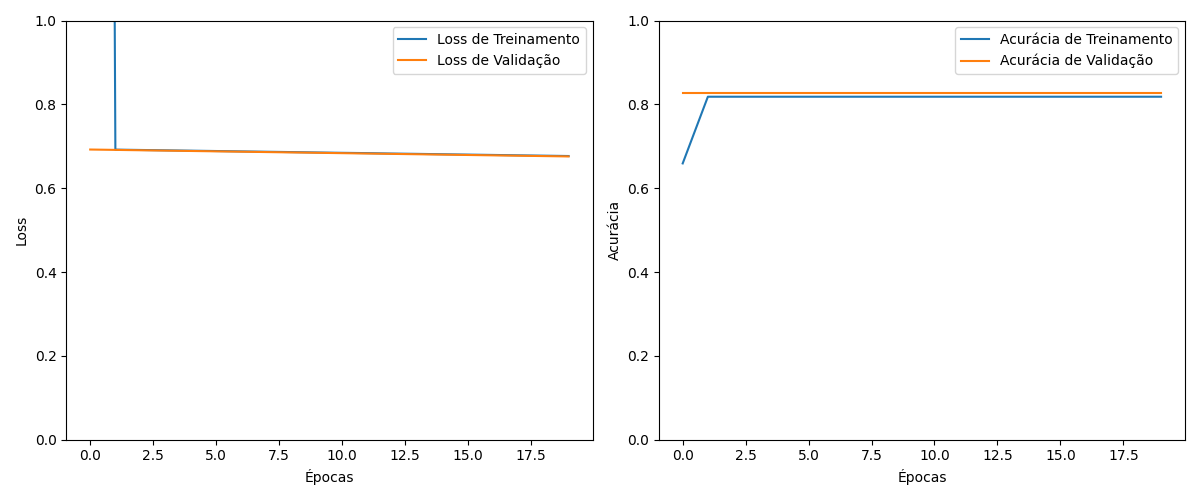 1.0
0.8
0.6
0.4
0.2
0.0
Loss
Loss de Treinamento
Loss de Validação
0.0 2.5 5.0 7.5 10.0 12.5 15.0 17.5
Épocas
1.0
0.8
0.6
0.4
0.2
0.0
Acurácia
Acurácia de Treinamento
Acurácia de Validação
0.0 2.5 5.0 7.5 10.0 12.5 15.0 17.5
Épocas